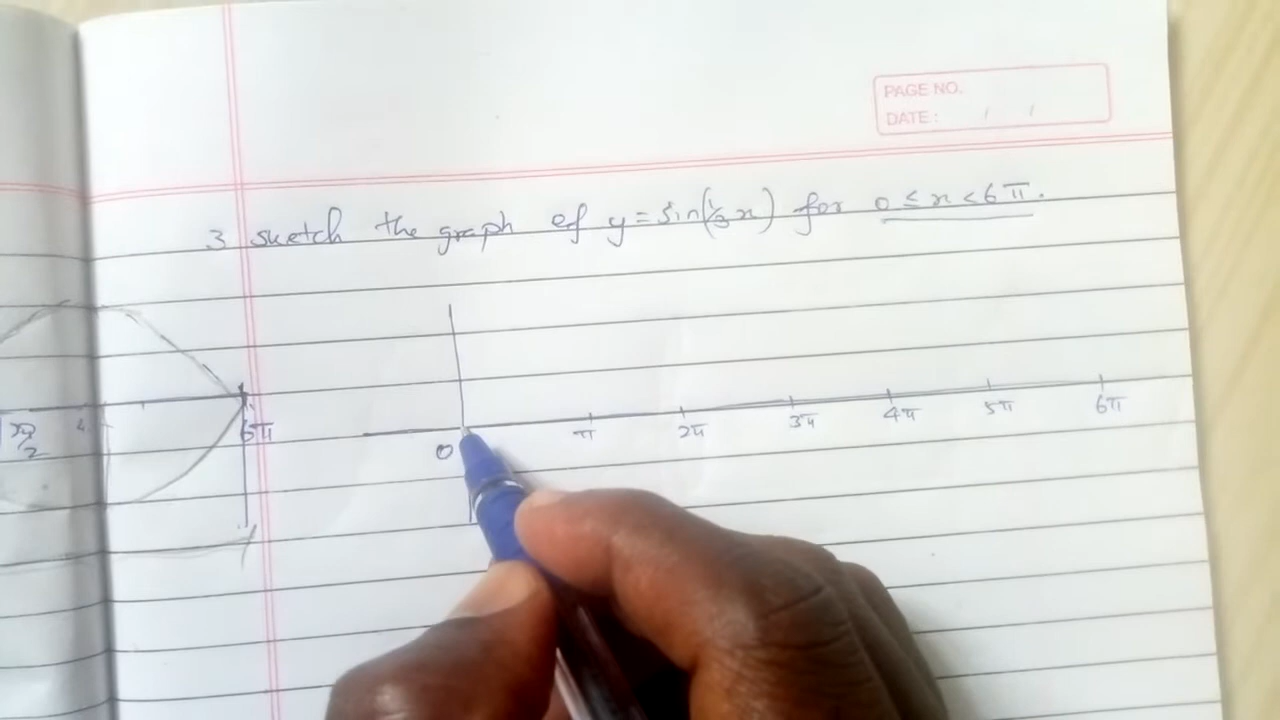 PAGE NO.
DATE: / /
3 sketch the graph of y = sin(⅓x) for 0 ≤ x < 6π.
0 π 2π 3π 4π 5π 6π
6π